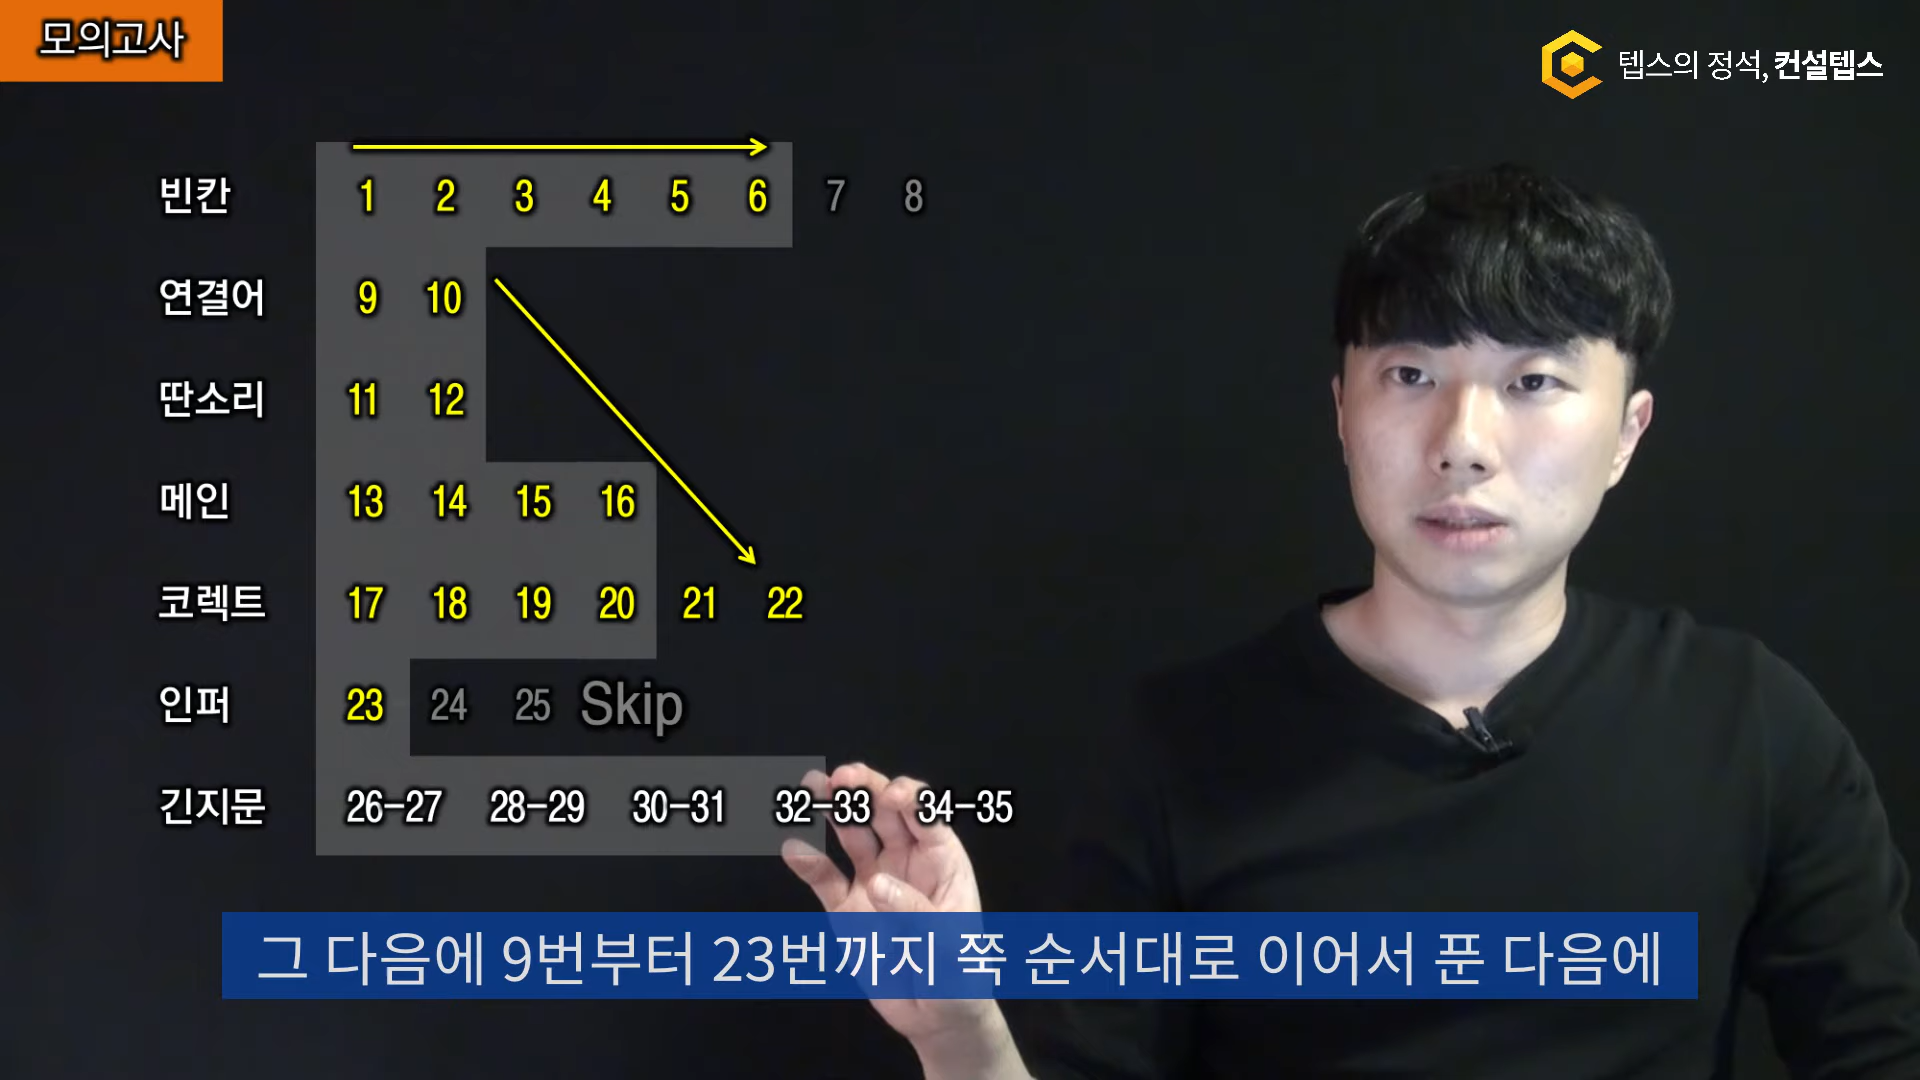 모의고사
텝스의 정석, 컨설텝스
빈칸 1 2 3 4 5 6 7 8
연결어 9 10
딴소리 11 12
메인 13 14 15 16
코렉트 17 18 19 20 21 22
인퍼 23 24 25 Skip
긴지문 26-27 28-29 30-31 32-33 34-35
그 다음에 9번부터 23번까지 쭉 순서대로 이어서 푼 다음에